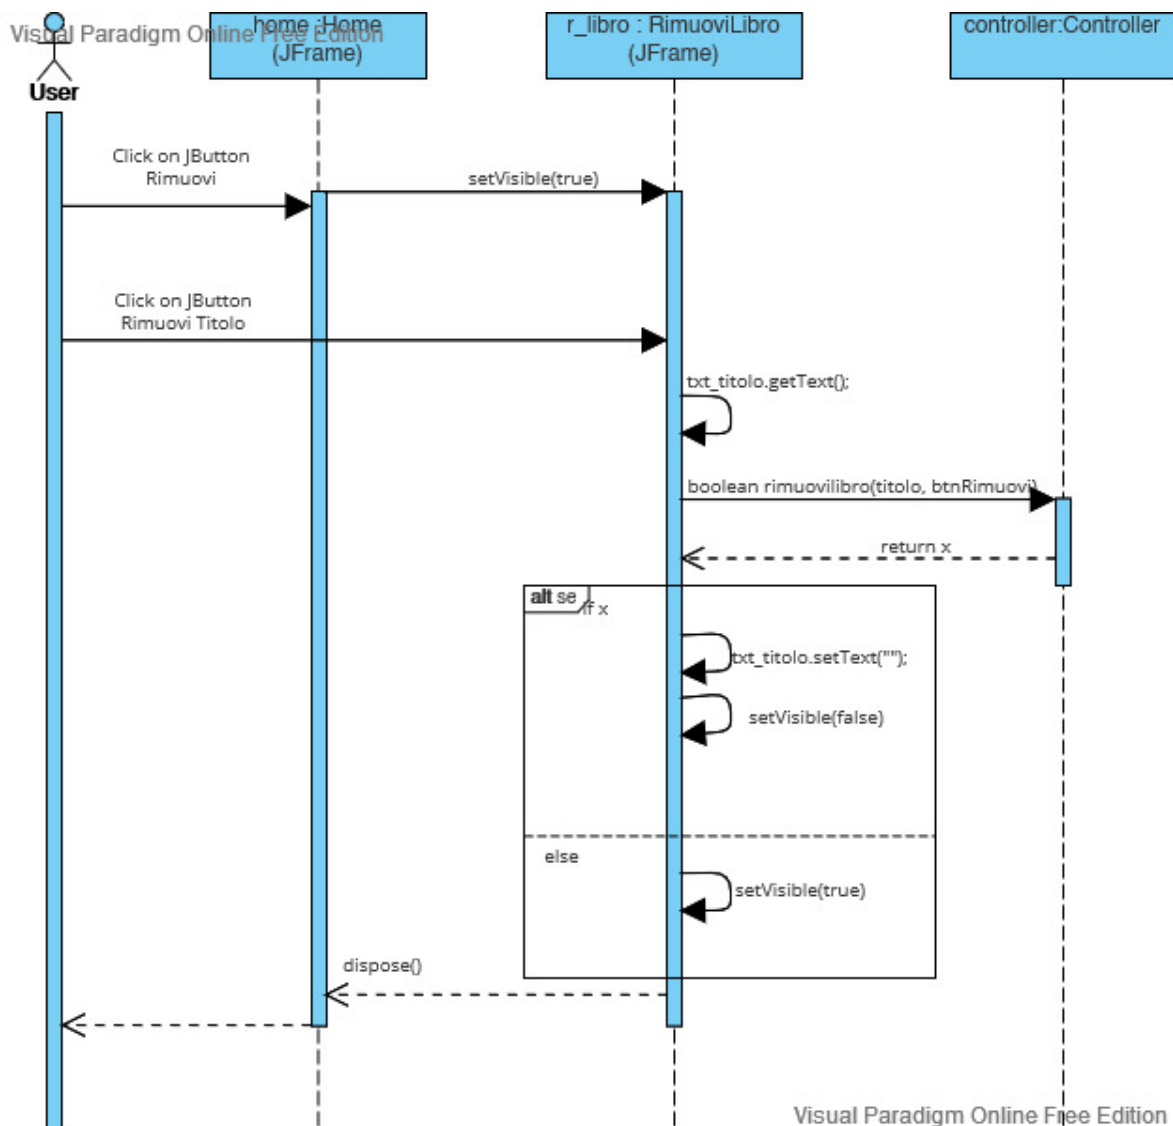 Visual Paradigm Online Free Edition
home :Home
(JFrame)
r_libro : RimuoviLibro
(JFrame)
controller:Controller
User
Click on JButton
Rimuovi
setVisible(true)
Click on JButton
Rimuovi Titolo
txt_titolo.getText();
boolean rimuovilibro(titolo, btnRimuovi)
return x
alt se
if x
txt_titolo.setText("");
setVisible(false)
else
setVisible(true)
dispose()
Visual Paradigm Online Free Edition